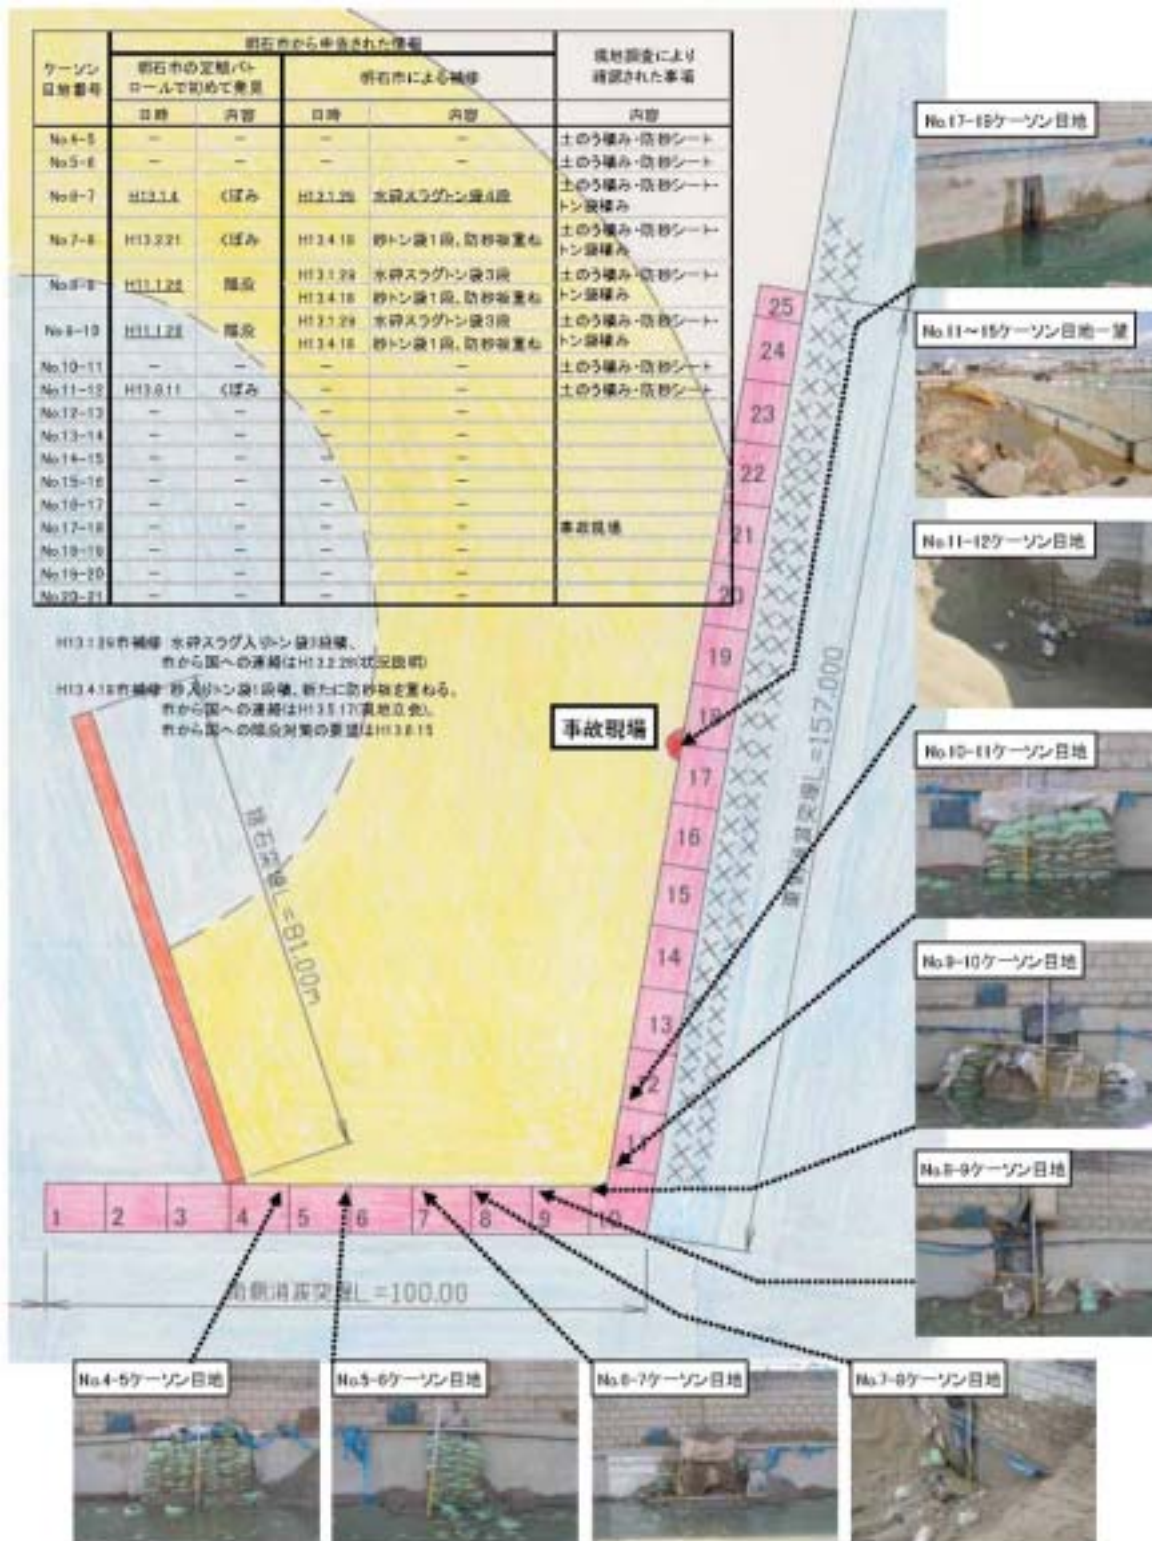 明石市から申告された情報
ケーソン目地番号
明石市の定期パトロールで初めて発見
明石市による補修
現地調査により確認された事項
日時 内容 日時 内容 内容
No.4-5 − − − − 土のう積み・防砂シート
No.5-6 − − − − 土のう積み・防砂シート
No.6-7 H13.1.4 くぼみ H13.1.29 水砕スラグトン袋4段 土のう積み・防砂シート・トン袋積み
No.7-8 H13.2.21 くぼみ H13.4.18 砂トン袋1段、防砂板重ね 土のう積み・防砂シート・トン袋積み
No.8-9 H11.1.28 陥没 H13.1.29 水砕スラグトン袋3段 土のう積み・防砂シート・トン袋積み
H13.4.18 砂トン袋1段、防砂板重ね
No.9-10 H11.1.28 陥没 H13.1.29 水砕スラグトン袋3段 土のう積み・防砂シート・トン袋積み
H13.4.18 砂トン袋1段、防砂板重ね
No.10-11 − − − − 土のう積み・防砂シート
No.11-12 くぼみ − − 土のう積み・防砂シート
No.12-13 − − − −
No.13-14 − − − −
No.14-15 − − − −
No.15-16 − − − −
No.16-17 − − − −
No.17-18 − − − − 事故現場
No.18-19 − − − −
No.19-20 − − − −
No.20-21 − − − −
H13.1.29市補修 水砕スラグ入りトン袋3段積、
市から国への連絡はH13.2.28(状況説明)
H13.4.18市補修 砂入りトン袋1段積、新たに防砂板を重ねる。
市から国への連絡はH13.5.17(現地立会)、
市から国への陥没対策の要望はH13.6.15
事故現場
捨石突堤L=81.00m
東側消波突堤L=157.000
南側消波突堤L=100.00
25
24
23
22
21
20
19
18
17
16
15
14
13
12
11
1 2 3 4 5 6 7 8 9 10
No.17-18ケーソン目地
No.11〜15ケーソン目地一望
No.11-12ケーソン目地
No.10-11ケーソン目地
No.9-10ケーソン目地
No.8-9ケーソン目地
No.4-5ケーソン目地
No.5-6ケーソン目地
No.6-7ケーソン目地
No.7-8ケーソン目地